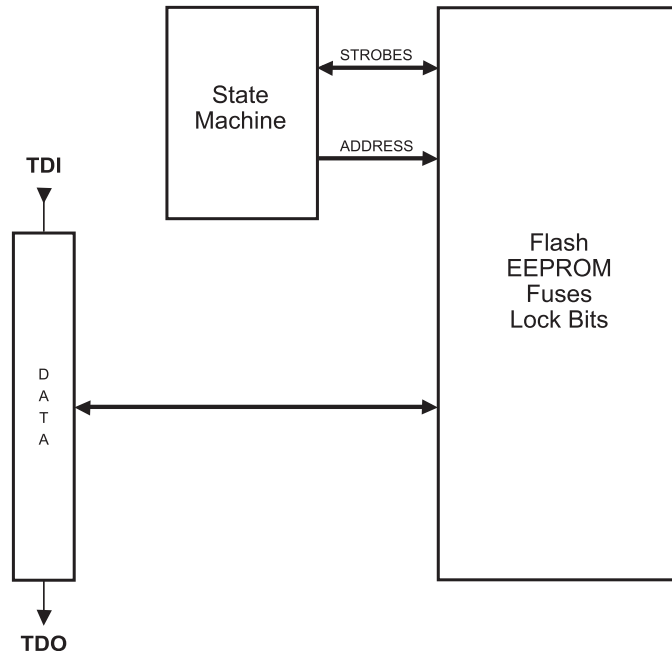 State
Machine
STROBES
ADDRESS
TDI
Flash
EEPROM
Fuses
Lock Bits
D
A
T
A
TDO